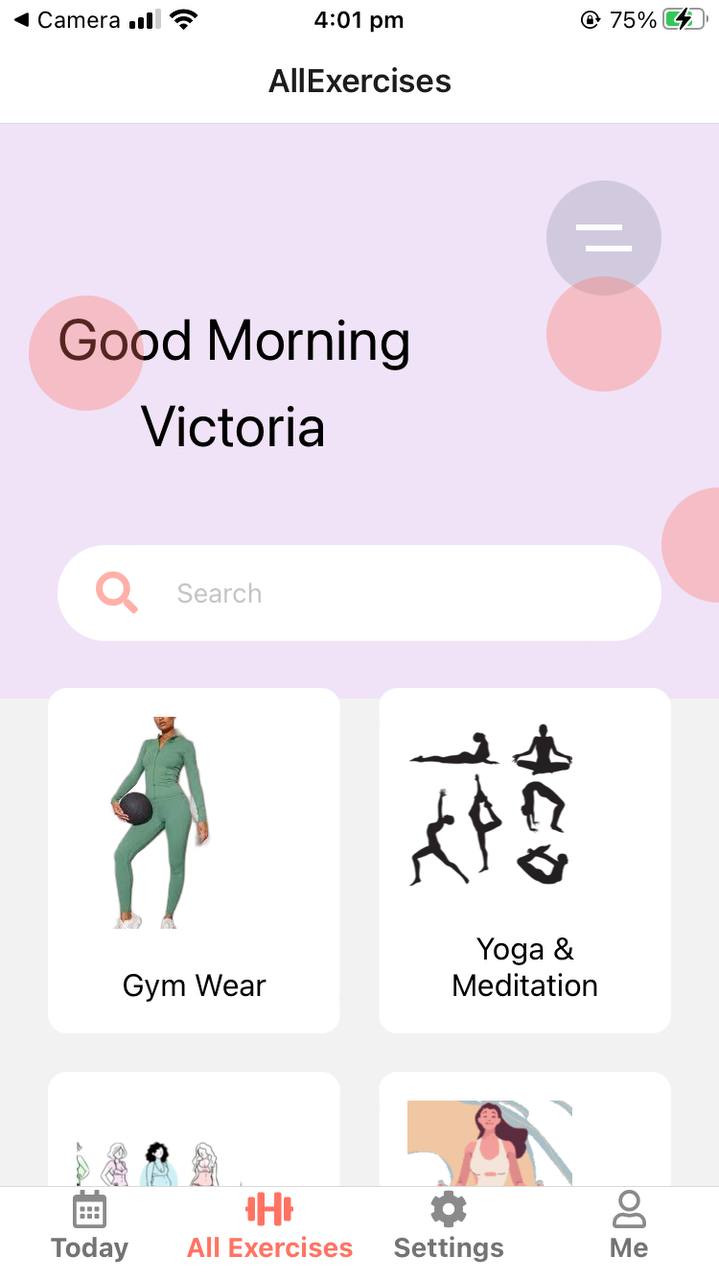 Camera 4:01 pm 75%
AllExercises
Good Morning
Victoria
Search
Gym Wear
Yoga &
Meditation
Today All Exercises Settings Me